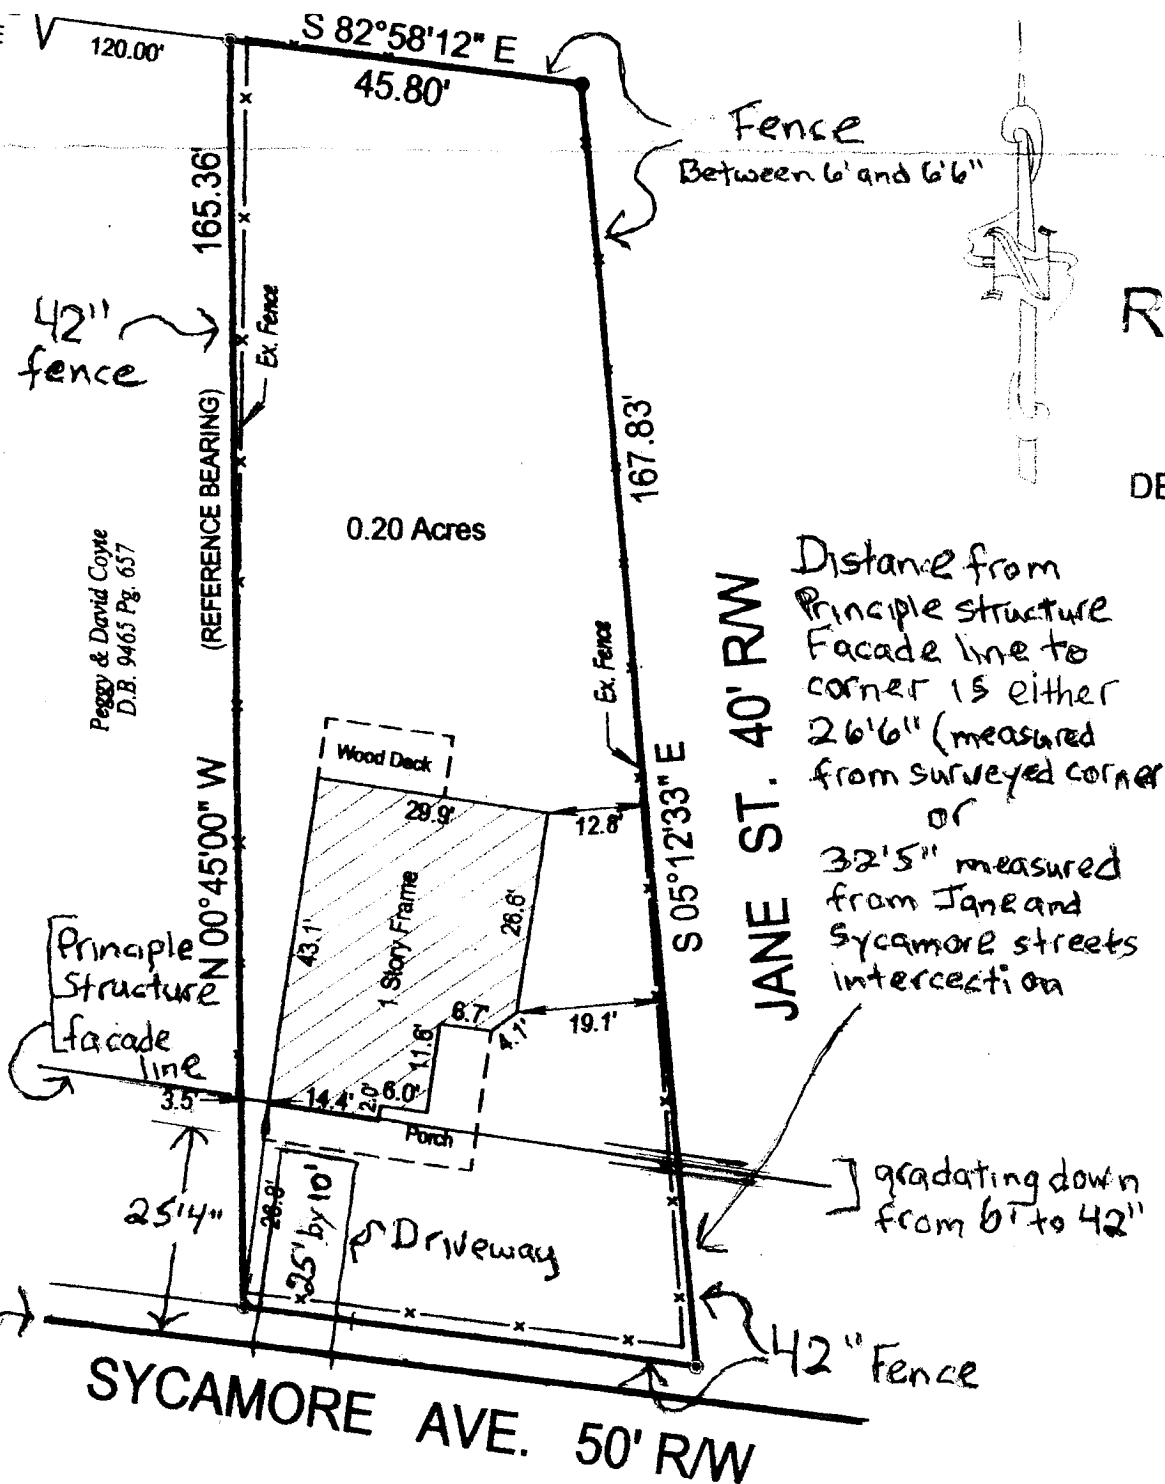 E
V
120.00'
S 82°58'12" E
45.80'
Fence
Between 6' and 6'6"
165.36'
42"
fence
Ex. Fence
(REFERENCE BEARING)
N
R
DE
167.83'
0.20 Acres
Peggy & David Coyne
D.B. 9465 Pg. 657
Distance from
Principle structure
Facade line to
corner is either
26'6" (measured
from surveyed corner
or
32'5" measured
from Jane and
Sycamore streets
intercection
JANE ST. 40' R/W
Ex. Fence
S 05°12'33" E
N 00°45'00" W
Wood Deck
29.9'
12.8'
43.1'
1 Story Frame
26.6'
Principle
Structure
facade
line
6.7'
4.1'
19.1'
11.6'
3.5'
14.4'
2.0'
6.0'
Porch
25'4"
26.8'
25' by 10'
Driveway
gradating down
from 6' to 42"
42" Fence
SYCAMORE AVE. 50' R/W